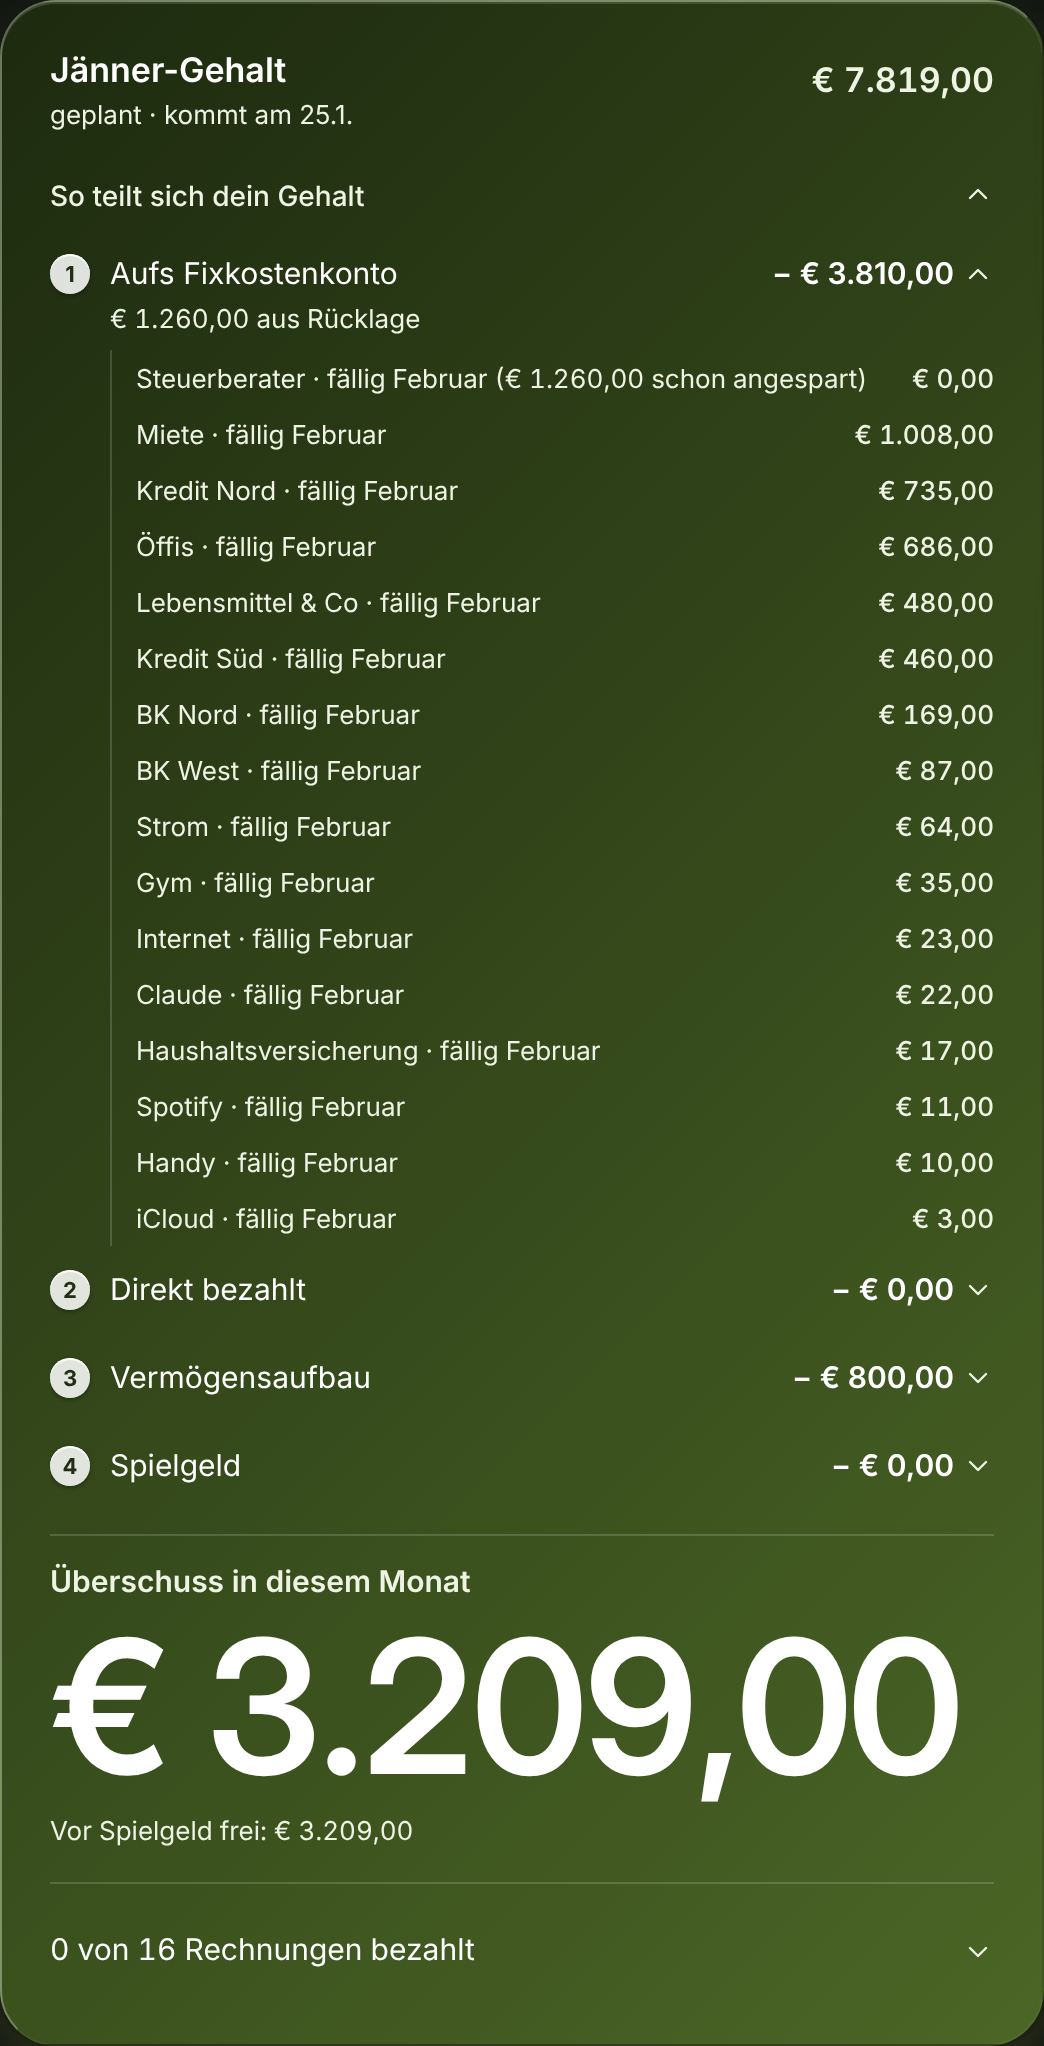 Jänner-Gehalt
€ 7.819,00
geplant · kommt am 25.1.
So teilt sich dein Gehalt
1 Aufs Fixkostenkonto – € 3.810,00
€ 1.260,00 aus Rücklage
Steuerberater · fällig Februar (€ 1.260,00 schon angespart) € 0,00
Miete · fällig Februar € 1.008,00
Kredit Nord · fällig Februar € 735,00
Öffis · fällig Februar € 686,00
Lebensmittel & Co · fällig Februar € 480,00
Kredit Süd · fällig Februar € 460,00
BK Nord · fällig Februar € 169,00
BK West · fällig Februar € 87,00
Strom · fällig Februar € 64,00
Gym · fällig Februar € 35,00
Internet · fällig Februar € 23,00
Claude · fällig Februar € 22,00
Haushaltsversicherung · fällig Februar € 17,00
Spotify · fällig Februar € 11,00
Handy · fällig Februar € 10,00
iCloud · fällig Februar € 3,00
2 Direkt bezahlt – € 0,00
3 Vermögensaufbau – € 800,00
4 Spielgeld – € 0,00
Überschuss in diesem Monat
€ 3.209,00
Vor Spielgeld frei: € 3.209,00
0 von 16 Rechnungen bezahlt